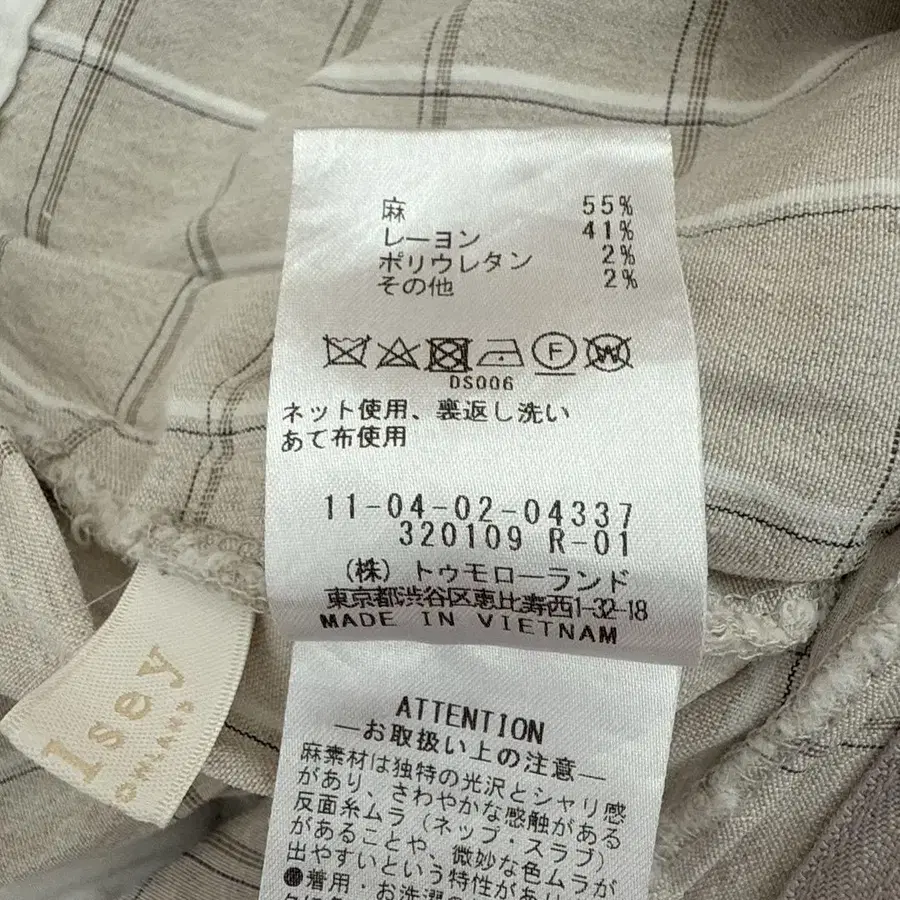 麻 55%
レーヨン 41%
ポリウレタン 2%
その他 2%
F W
DS006
ネット使用、裏返し洗い
あて布使用
11-04-02-04337
320109 R-01
（株）トゥモローランド
東京都渋谷区恵比寿西1-32-18
MADE IN VIETNAM
ATTENTION
―お取扱い上の注意―
麻素材は独特の光沢とシャリ感
があり、さわやかな感触がある
反面糸ムラ（ネップ・スラブ）
があることや、微妙な色ムラが
出やすいという特性があり
●着用・お洗濯